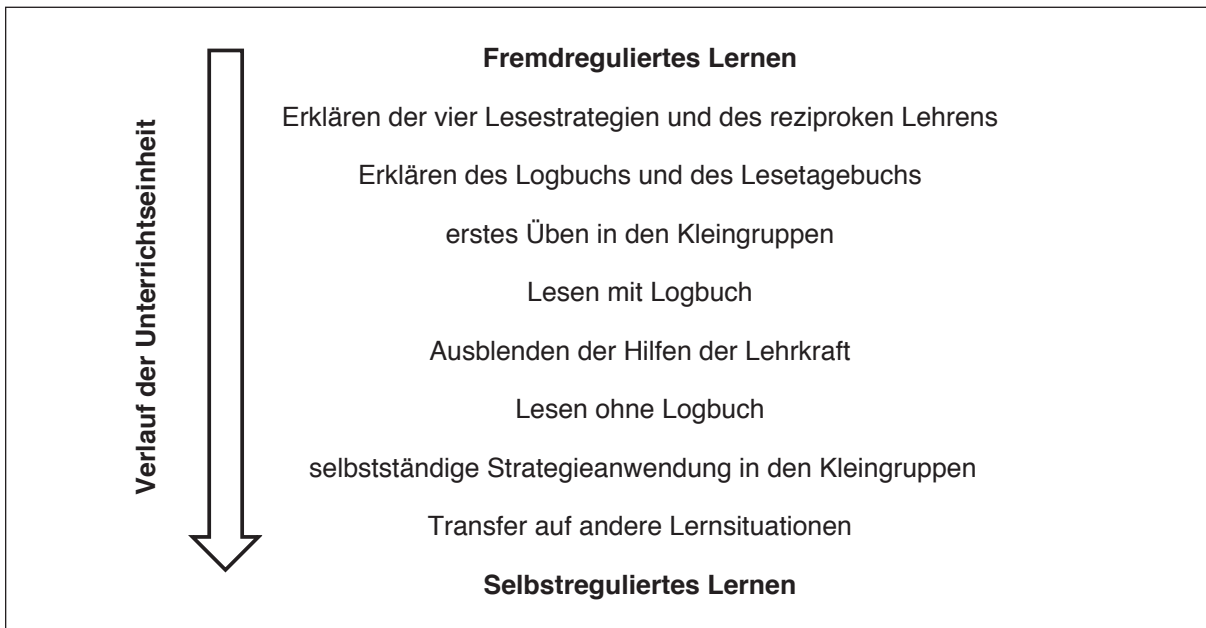 Verlauf der Unterrichtseinheit
Fremdreguliertes Lernen
Erklären der vier Lesestrategien und des reziproken Lehrens
Erklären des Logbuchs und des Lesetagebuchs
erstes Üben in den Kleingruppen
Lesen mit Logbuch
Ausblenden der Hilfen der Lehrkraft
Lesen ohne Logbuch
selbstständige Strategieanwendung in den Kleingruppen
Transfer auf andere Lernsituationen
Selbstreguliertes Lernen